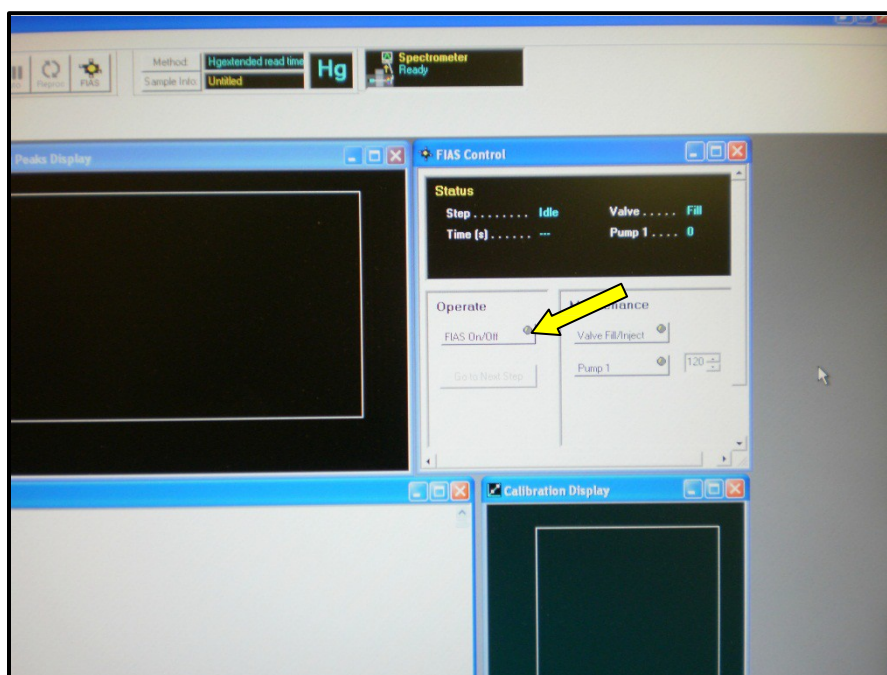 Method:
Hgextended read time
Hg
Spectrometer
Ready
FIAS
Sample Info:
Untitled
Peaks Display
FIAS Control
Status
Step ........ Idle
Valve ..... Fill
Time (s) ...... ---
Pump 1 .... 0
Operate
FIAS On/Off
Valve Fill/Inject
Go to Next Step
Pump 1
120
Calibration Display